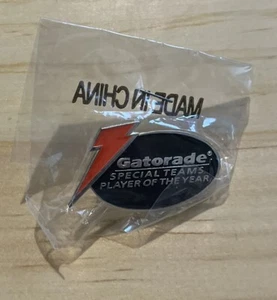 MADE IN CHINA
Gatorade®
SPECIAL TEAMS
PLAYER OF THE YEAR